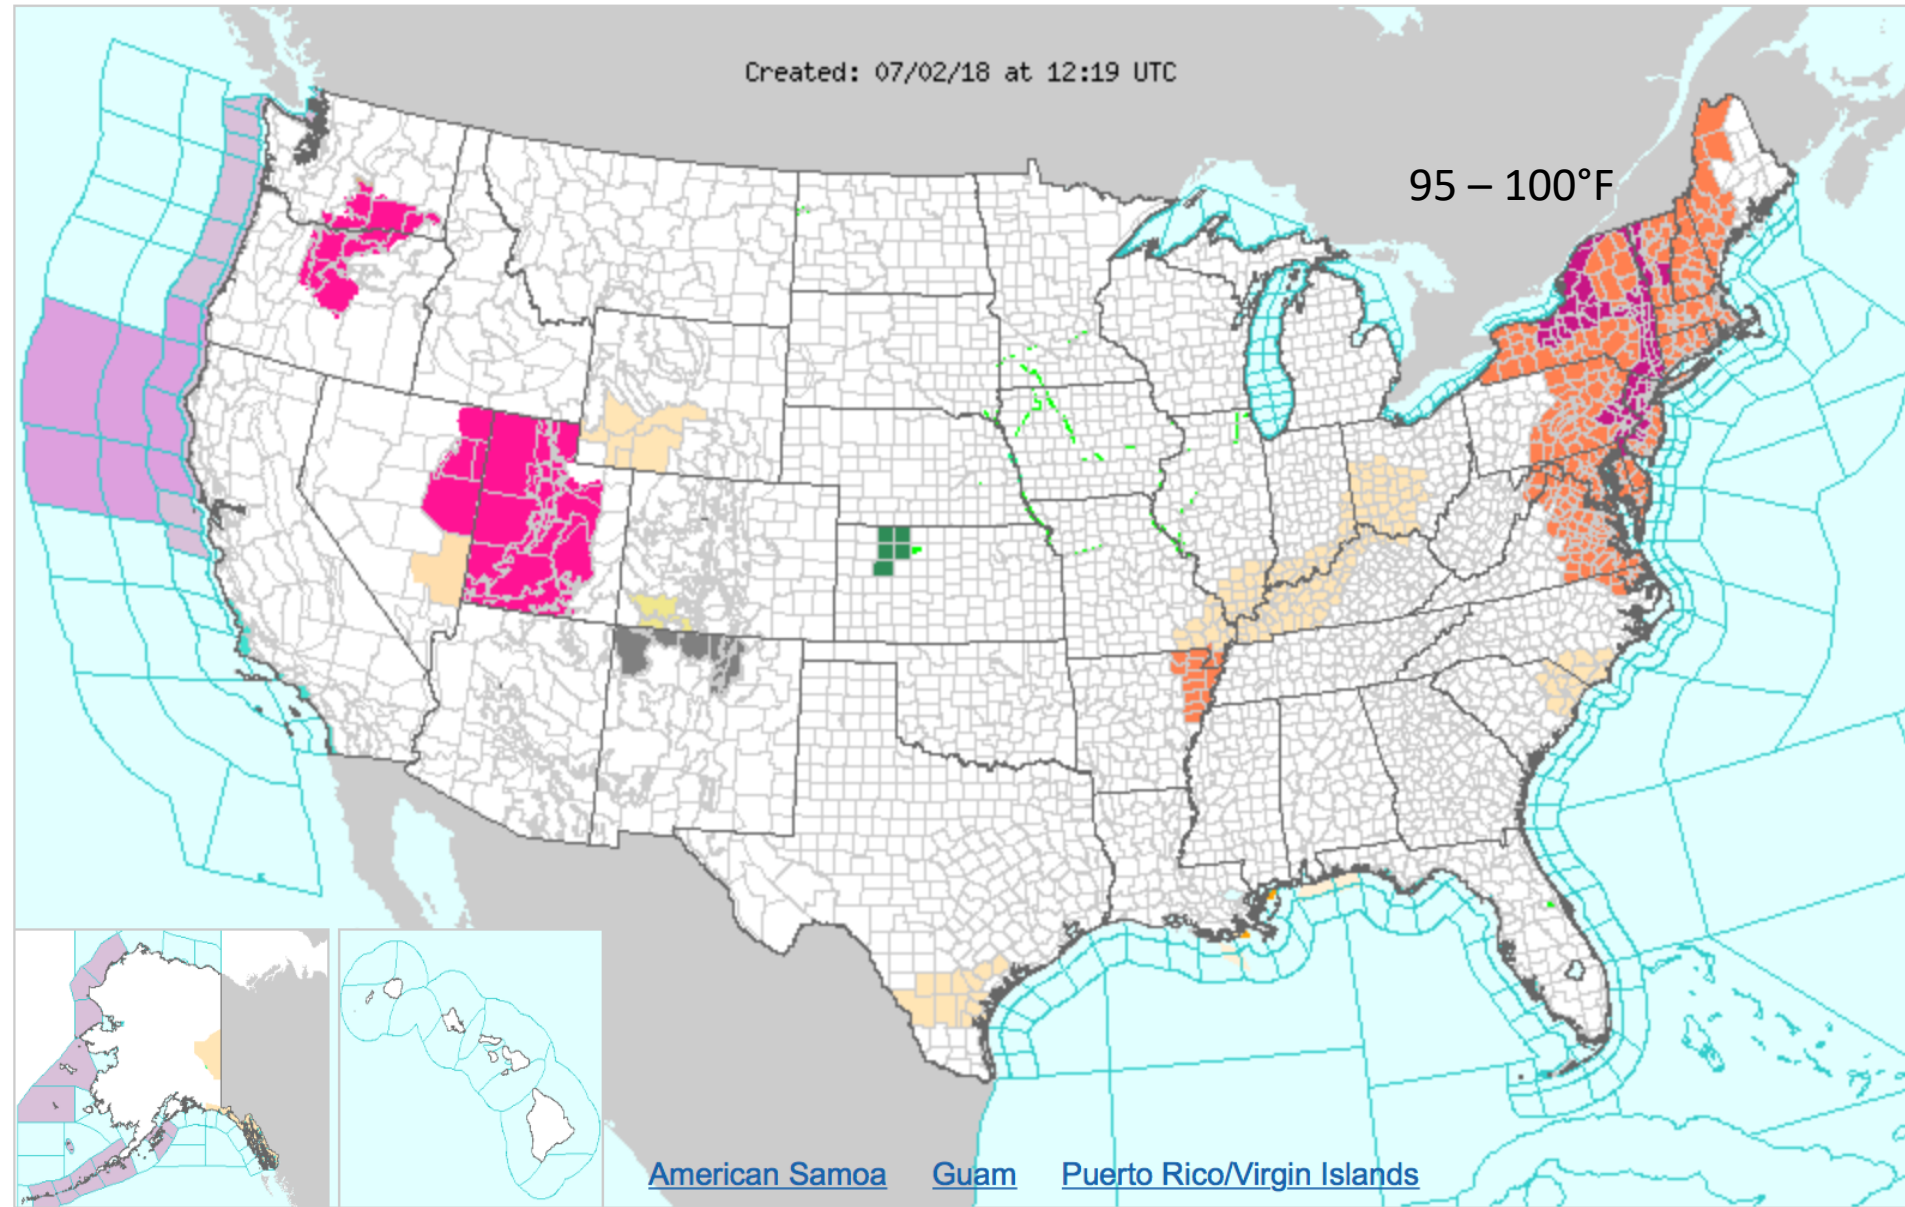 Created: 07/02/18 at 12:19 UTC
95 – 100°F
American Samoa Guam Puerto Rico/Virgin Islands